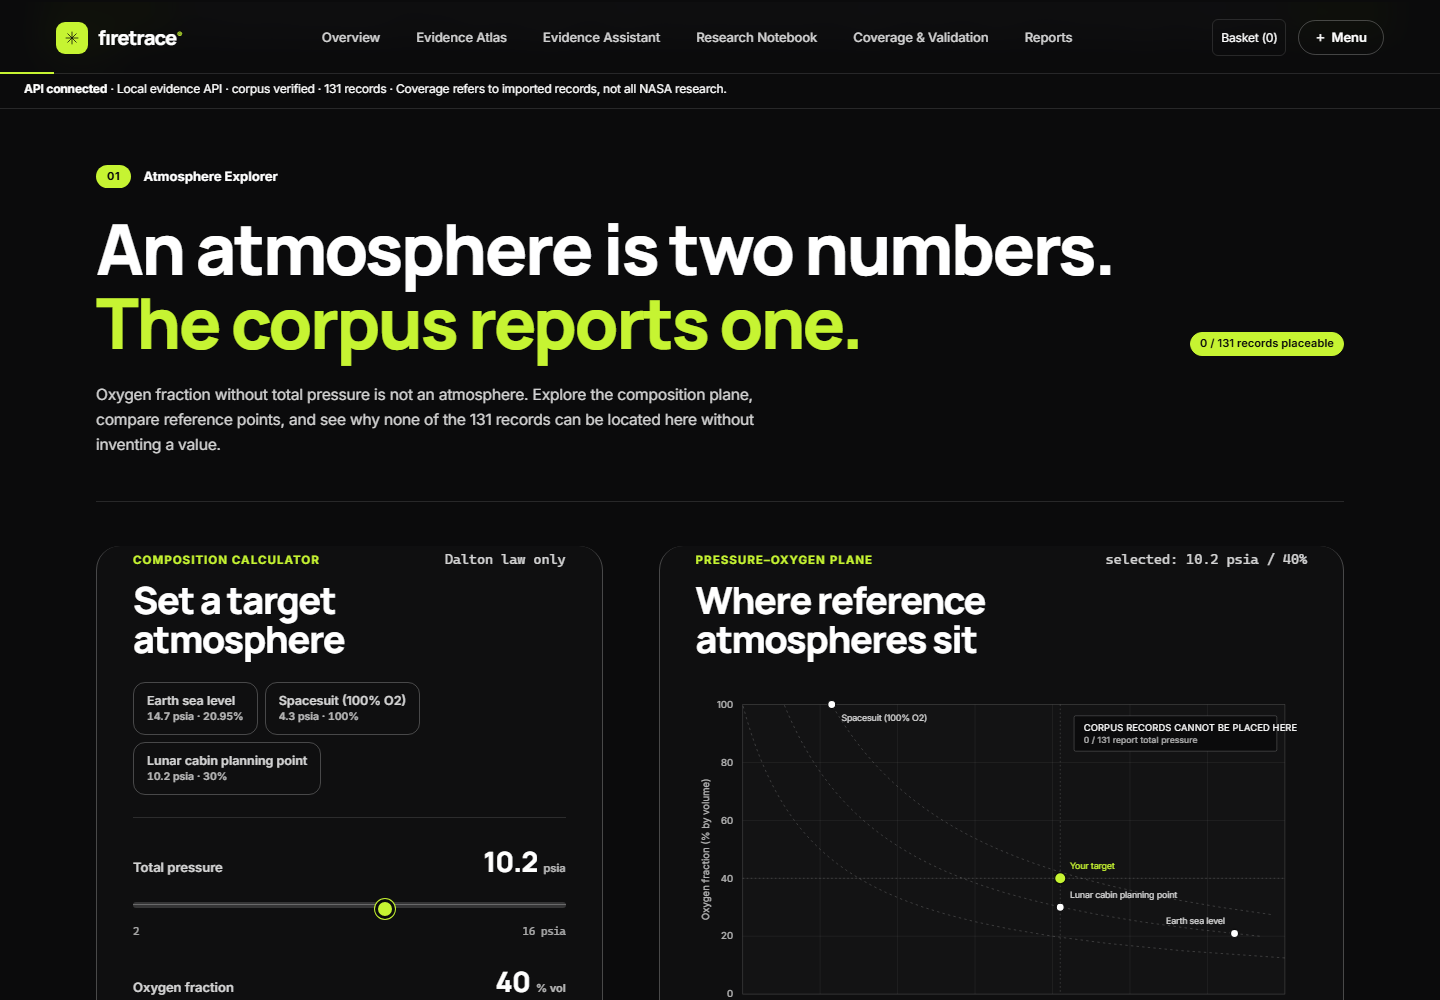 firetrace
Overview
Evidence Atlas
Evidence Assistant
Research Notebook
Coverage & Validation
Reports
Basket (0)
+ Menu
API connected · Local evidence API · corpus verified · 131 records · Coverage refers to imported records, not all NASA research.
01 Atmosphere Explorer
An atmosphere is two numbers.
The corpus reports one.
0 / 131 records placeable
Oxygen fraction without total pressure is not an atmosphere. Explore the composition plane,
compare reference points, and see why none of the 131 records can be located here without
inventing a value.
COMPOSITION CALCULATOR
Dalton law only
Set a target
atmosphere
Earth sea level
14.7 psia · 20.95%
Spacesuit (100% O2)
4.3 psia · 100%
Lunar cabin planning point
10.2 psia · 30%
Total pressure
10.2 psia
2
16 psia
Oxygen fraction
40 % vol
PRESSURE–OXYGEN PLANE
selected: 10.2 psia / 40%
Where reference
atmospheres sit
100
80
60
40
20
0
Oxygen fraction (% by volume)
Spacesuit (100% O2)
CORPUS RECORDS CANNOT BE PLACED HERE
0 / 131 report total pressure
Your target
Lunar cabin planning point
Earth sea level